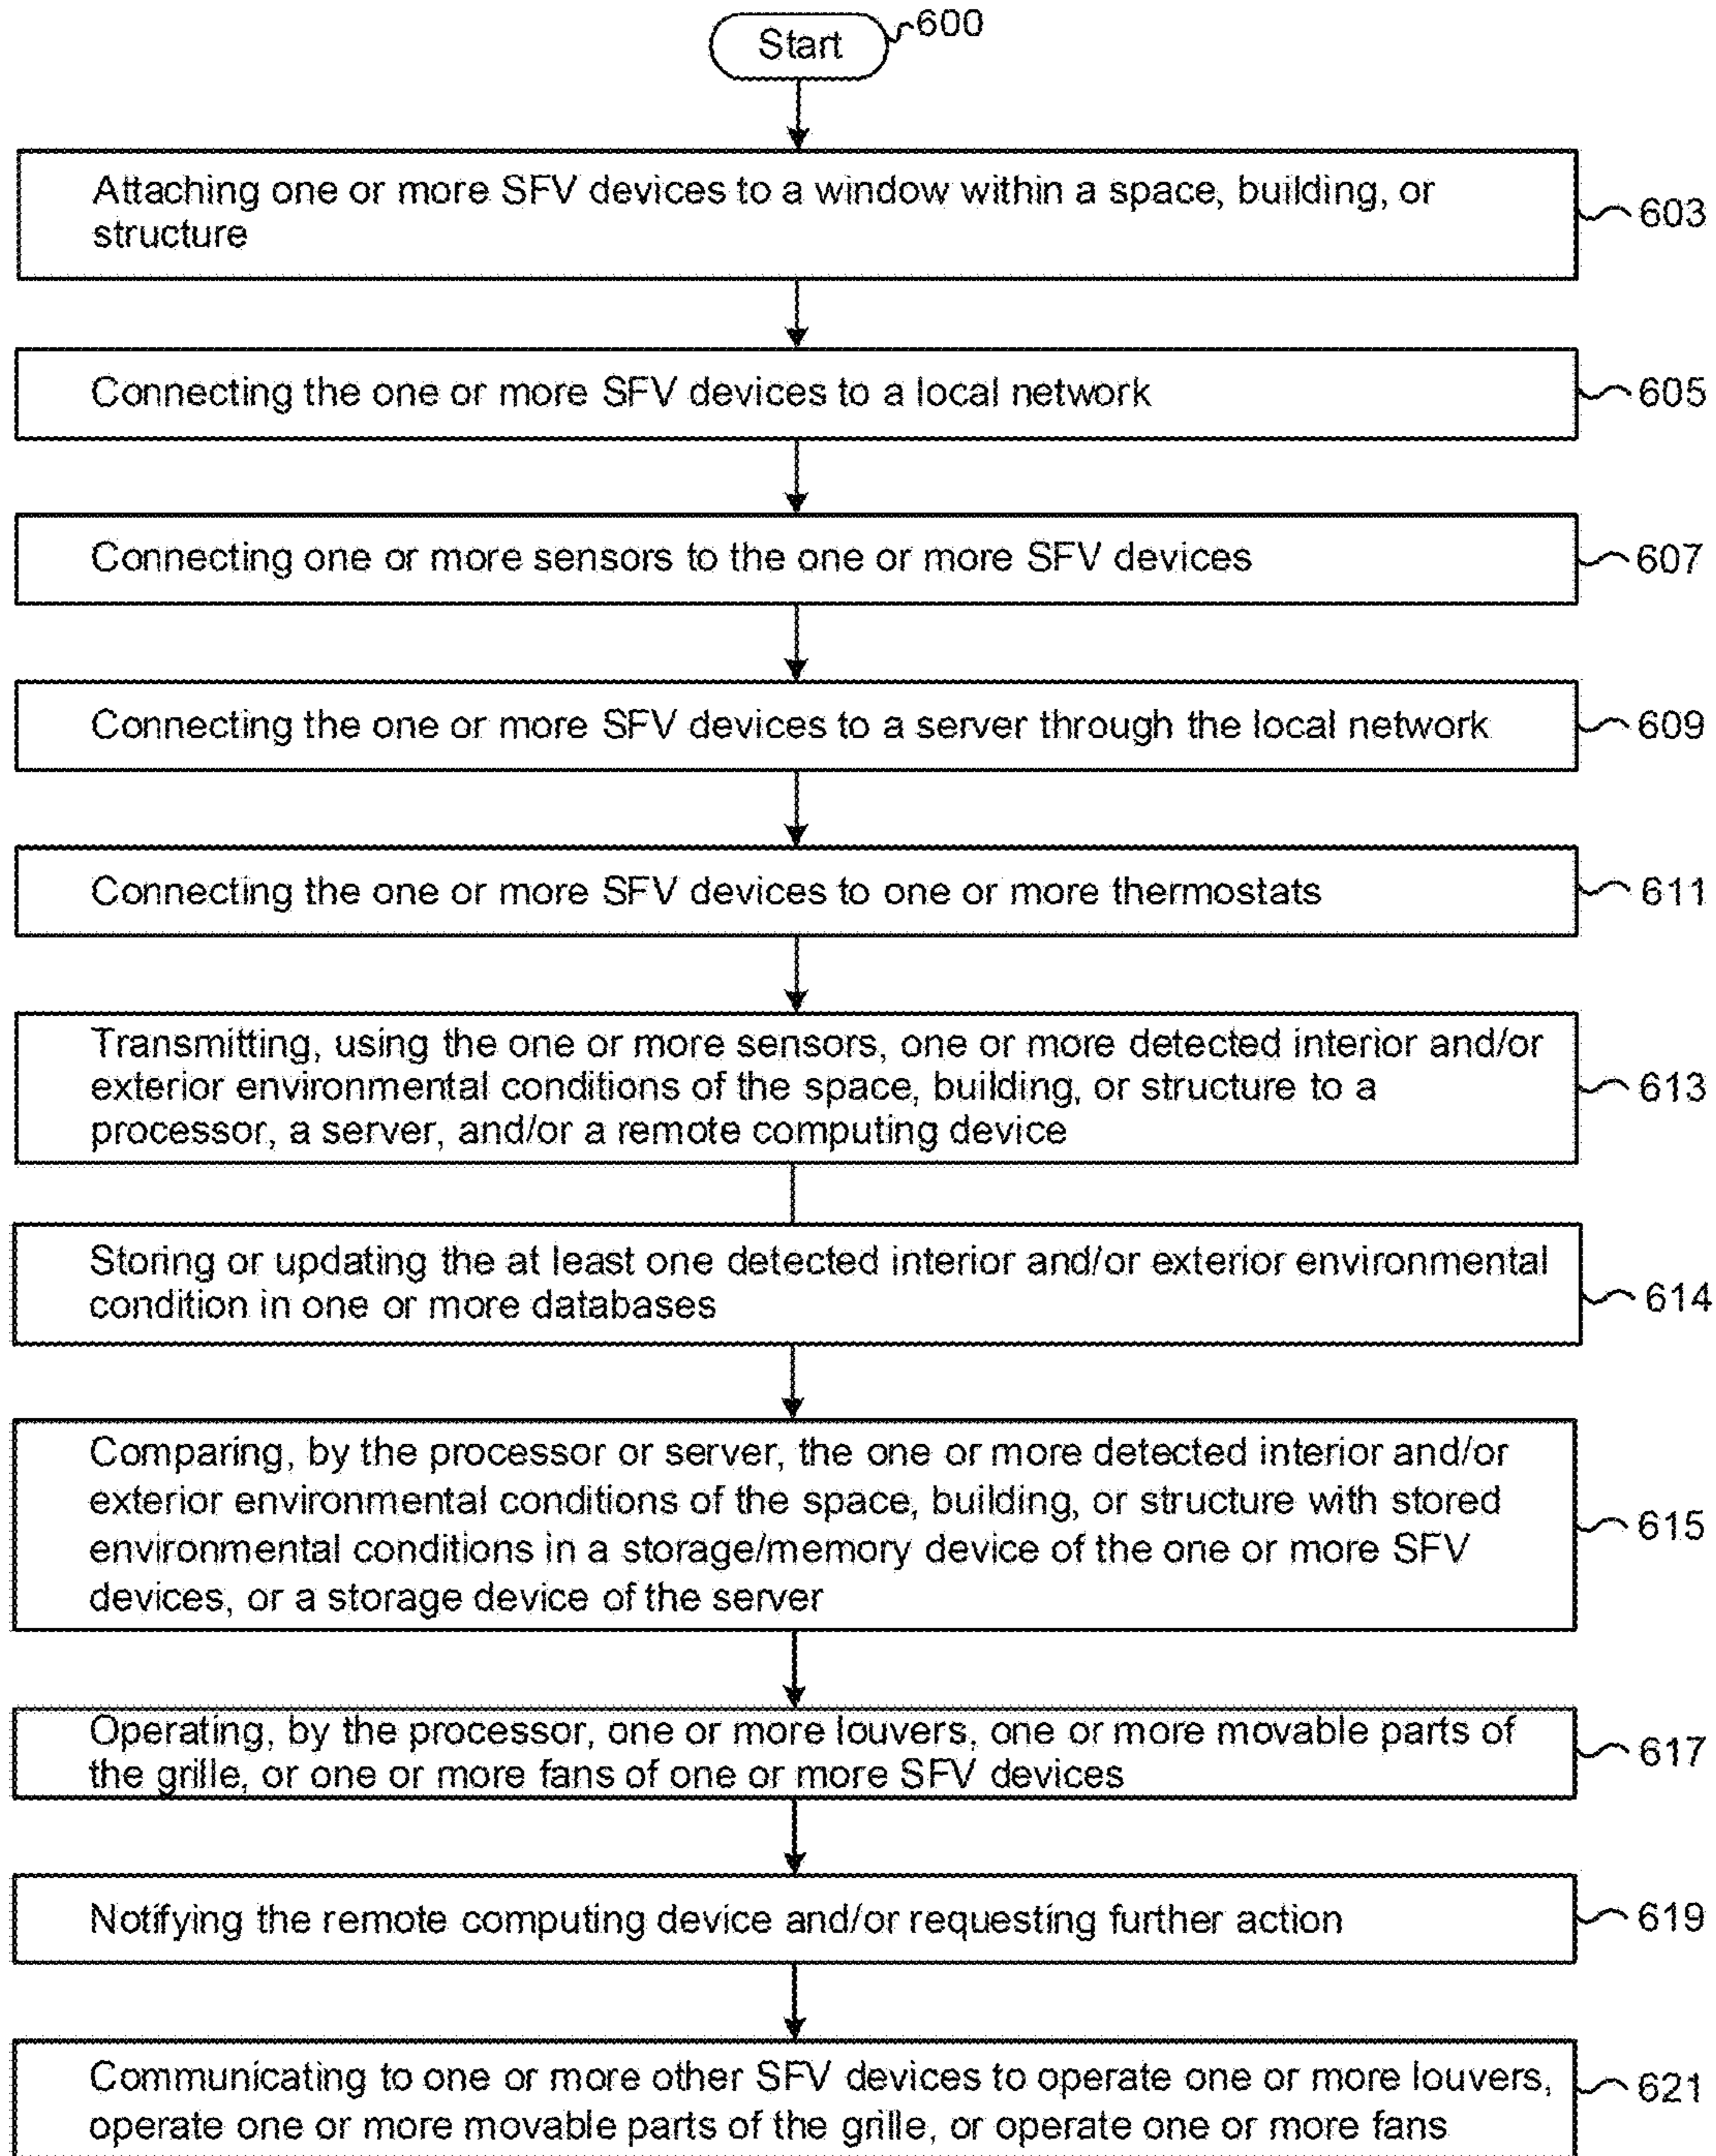 Start
600
Attaching one or more SFV devices to a window within a space, building, or
structure
603
Connecting the one or more SFV devices to a local network
605
Connecting one or more sensors to the one or more SFV devices
607
Connecting the one or more SFV devices to a server through the local network
609
Connecting the one or more SFV devices to one or more thermostats
611
Transmitting, using the one or more sensors, one or more detected interior and/or
exterior environmental conditions of the space, building, or structure to a
processor, a server, and/or a remote computing device
613
Storing or updating the at least one detected interior and/or exterior environmental
condition in one or more databases
614
Comparing, by the processor or server, the one or more detected interior and/or
exterior environmental conditions of the space, building, or structure with stored
environmental conditions in a storage/memory device of the one or more SFV
devices, or a storage device of the server
615
Operating, by the processor, one or more louvers, one or more movable parts of
the grille, or one or more fans of one or more SFV devices
617
Notifying the remote computing device and/or requesting further action
619
Communicating to one or more other SFV devices to operate one or more louvers,
operate one or more movable parts of the grille, or operate one or more fans
621